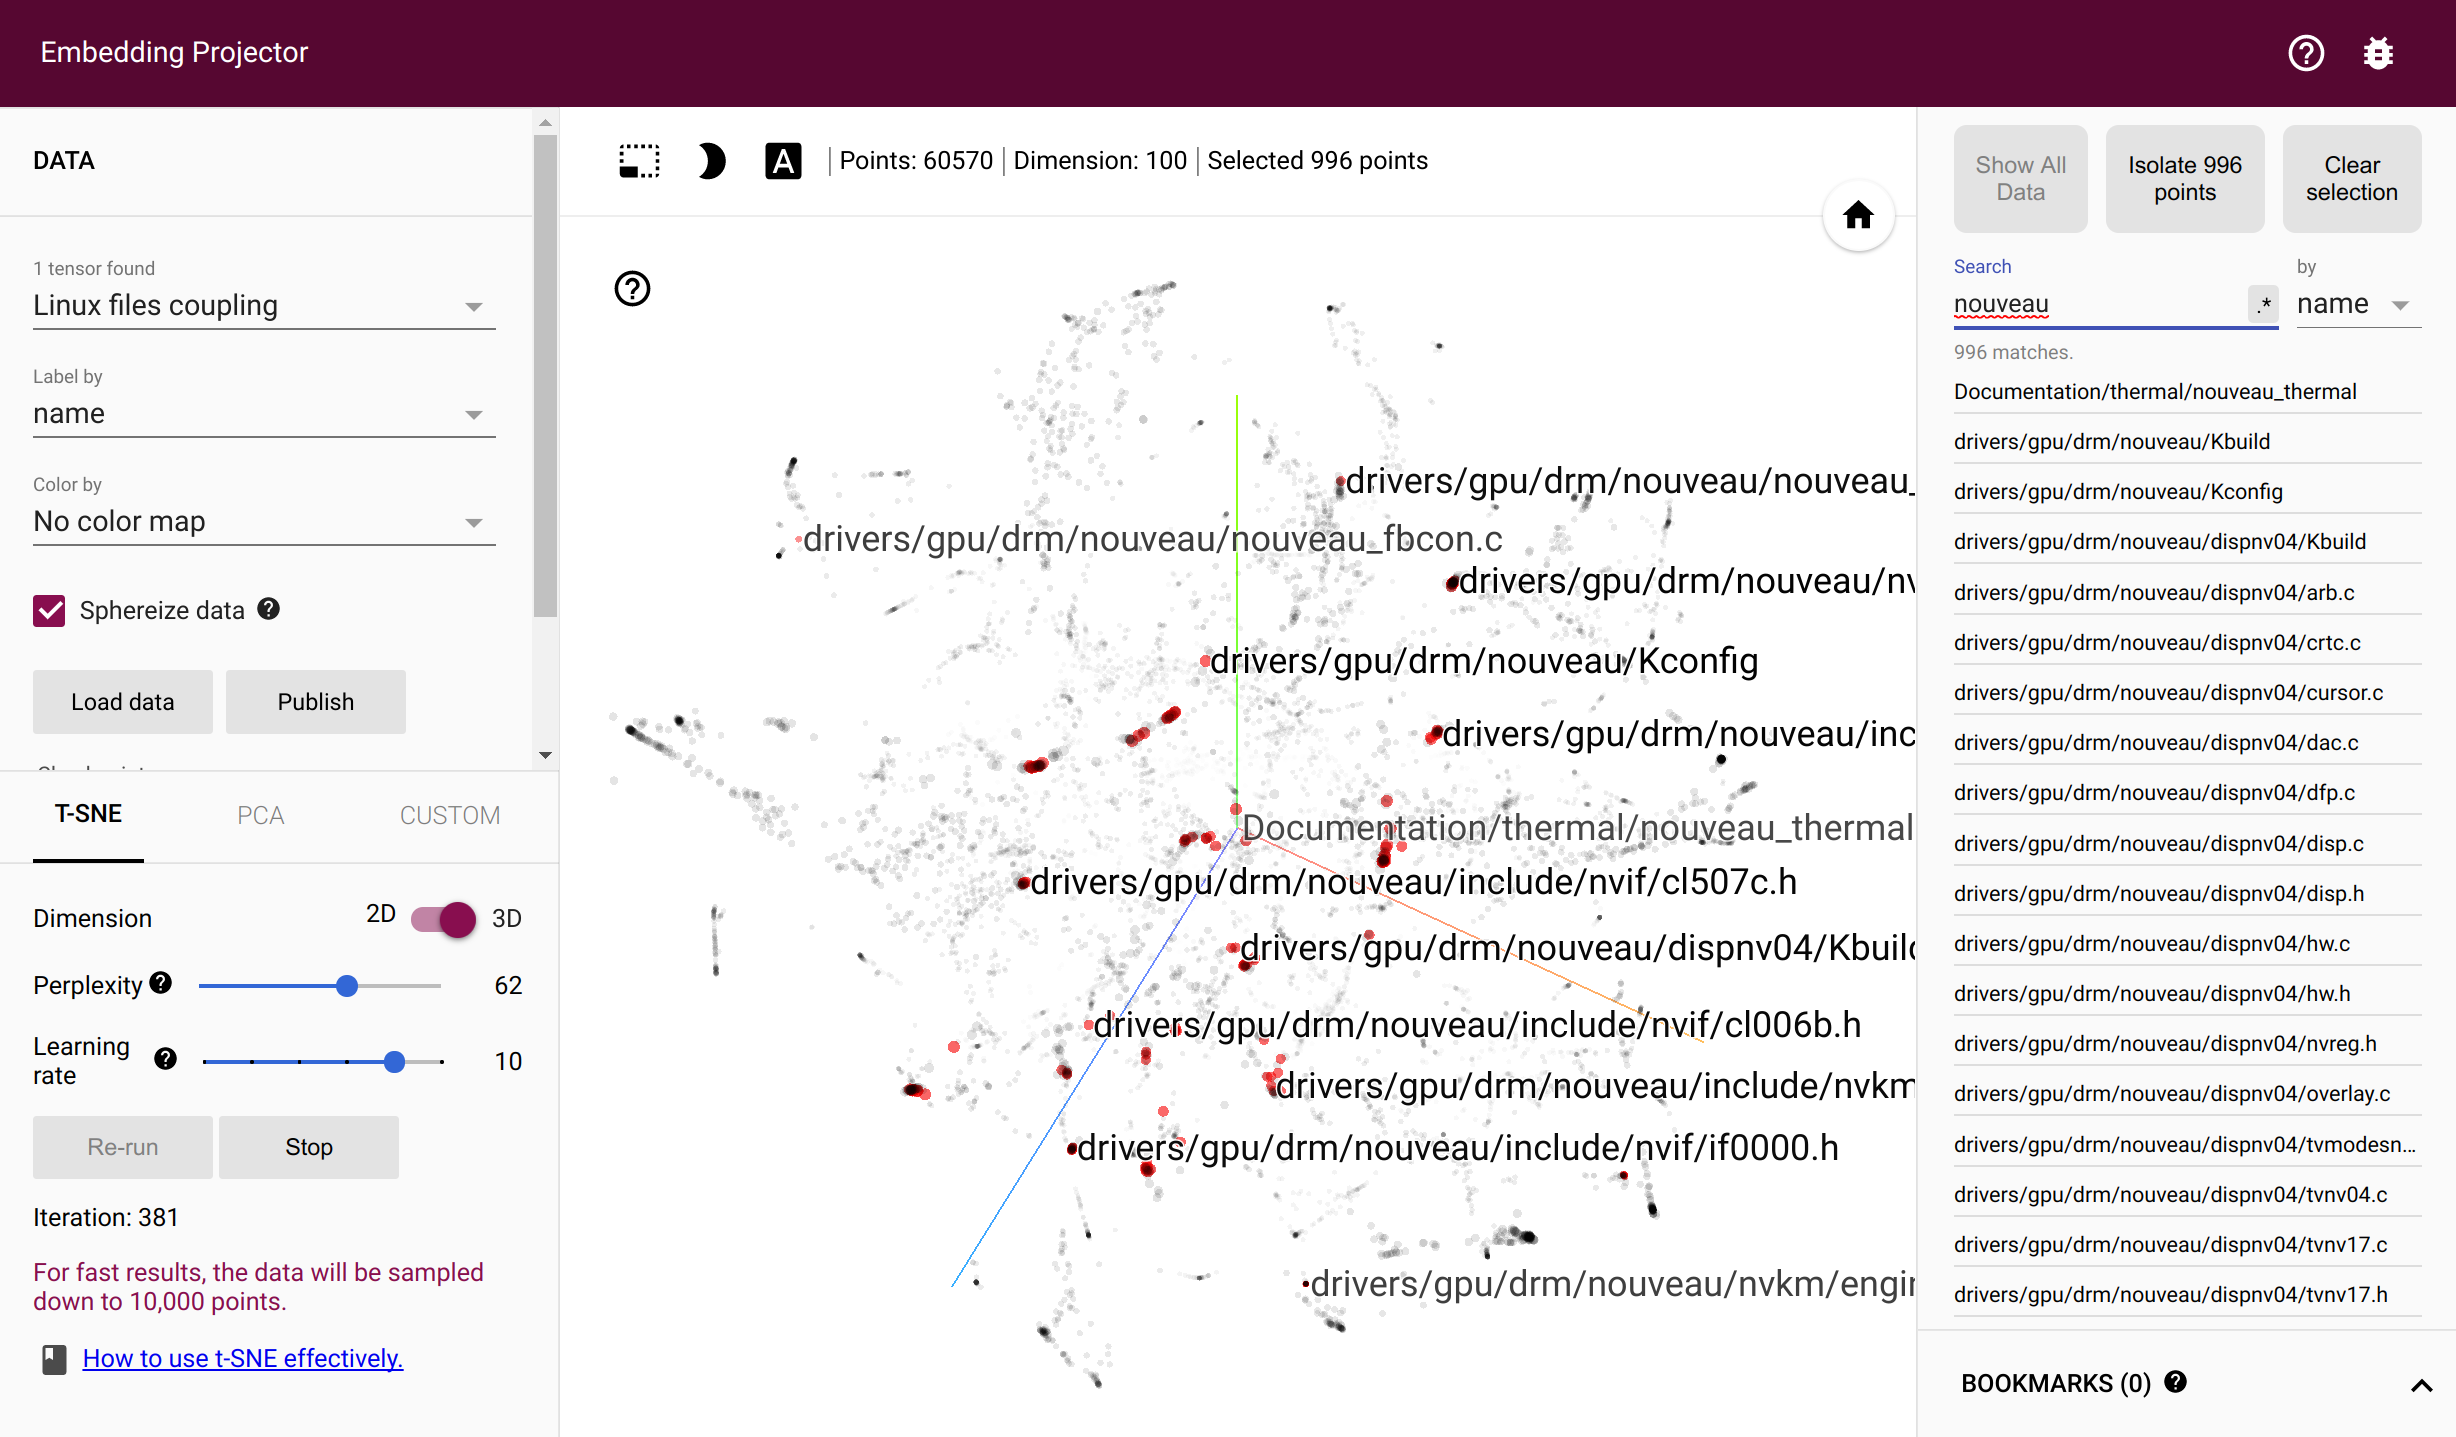 Embedding Projector
DATA
1 tensor found
Linux files coupling
Label by
name
Color by
No color map
Sphereize data
Load data
Publish
T-SNE
PCA
CUSTOM
Dimension
2D
3D
Perplexity
62
Learning
rate
10
Re-run
Stop
Iteration: 381
For fast results, the data will be sampled
down to 10,000 points.
How to use t-SNE effectively.
A
Points: 60570 | Dimension: 100 | Selected 996 points
drivers/gpu/drm/nouveau/nouveau_
drivers/gpu/drm/nouveau/nouveau_fbcon.c
drivers/gpu/drm/nouveau/nv
drivers/gpu/drm/nouveau/Kconfig
drivers/gpu/drm/nouveau/inc
Documentation/thermal/nouveau_thermal
drivers/gpu/drm/nouveau/include/nvif/cl507c.h
drivers/gpu/drm/nouveau/dispnv04/Kbuild
drivers/gpu/drm/nouveau/include/nvif/cl006b.h
drivers/gpu/drm/nouveau/include/nvkm
drivers/gpu/drm/nouveau/include/nvif/if0000.h
drivers/gpu/drm/nouveau/nvkm/engin
Show All
Data
Isolate 996
points
Clear
selection
Search
nouveau
.*
by
name
996 matches.
Documentation/thermal/nouveau_thermal
drivers/gpu/drm/nouveau/Kbuild
drivers/gpu/drm/nouveau/Kconfig
drivers/gpu/drm/nouveau/dispnv04/Kbuild
drivers/gpu/drm/nouveau/dispnv04/arb.c
drivers/gpu/drm/nouveau/dispnv04/crtc.c
drivers/gpu/drm/nouveau/dispnv04/cursor.c
drivers/gpu/drm/nouveau/dispnv04/dac.c
drivers/gpu/drm/nouveau/dispnv04/dfp.c
drivers/gpu/drm/nouveau/dispnv04/disp.c
drivers/gpu/drm/nouveau/dispnv04/disp.h
drivers/gpu/drm/nouveau/dispnv04/hw.c
drivers/gpu/drm/nouveau/dispnv04/hw.h
drivers/gpu/drm/nouveau/dispnv04/nvreg.h
drivers/gpu/drm/nouveau/dispnv04/overlay.c
drivers/gpu/drm/nouveau/dispnv04/tvmodesn...
drivers/gpu/drm/nouveau/dispnv04/tvnv04.c
drivers/gpu/drm/nouveau/dispnv04/tvnv17.c
drivers/gpu/drm/nouveau/dispnv04/tvnv17.h
BOOKMARKS (0)